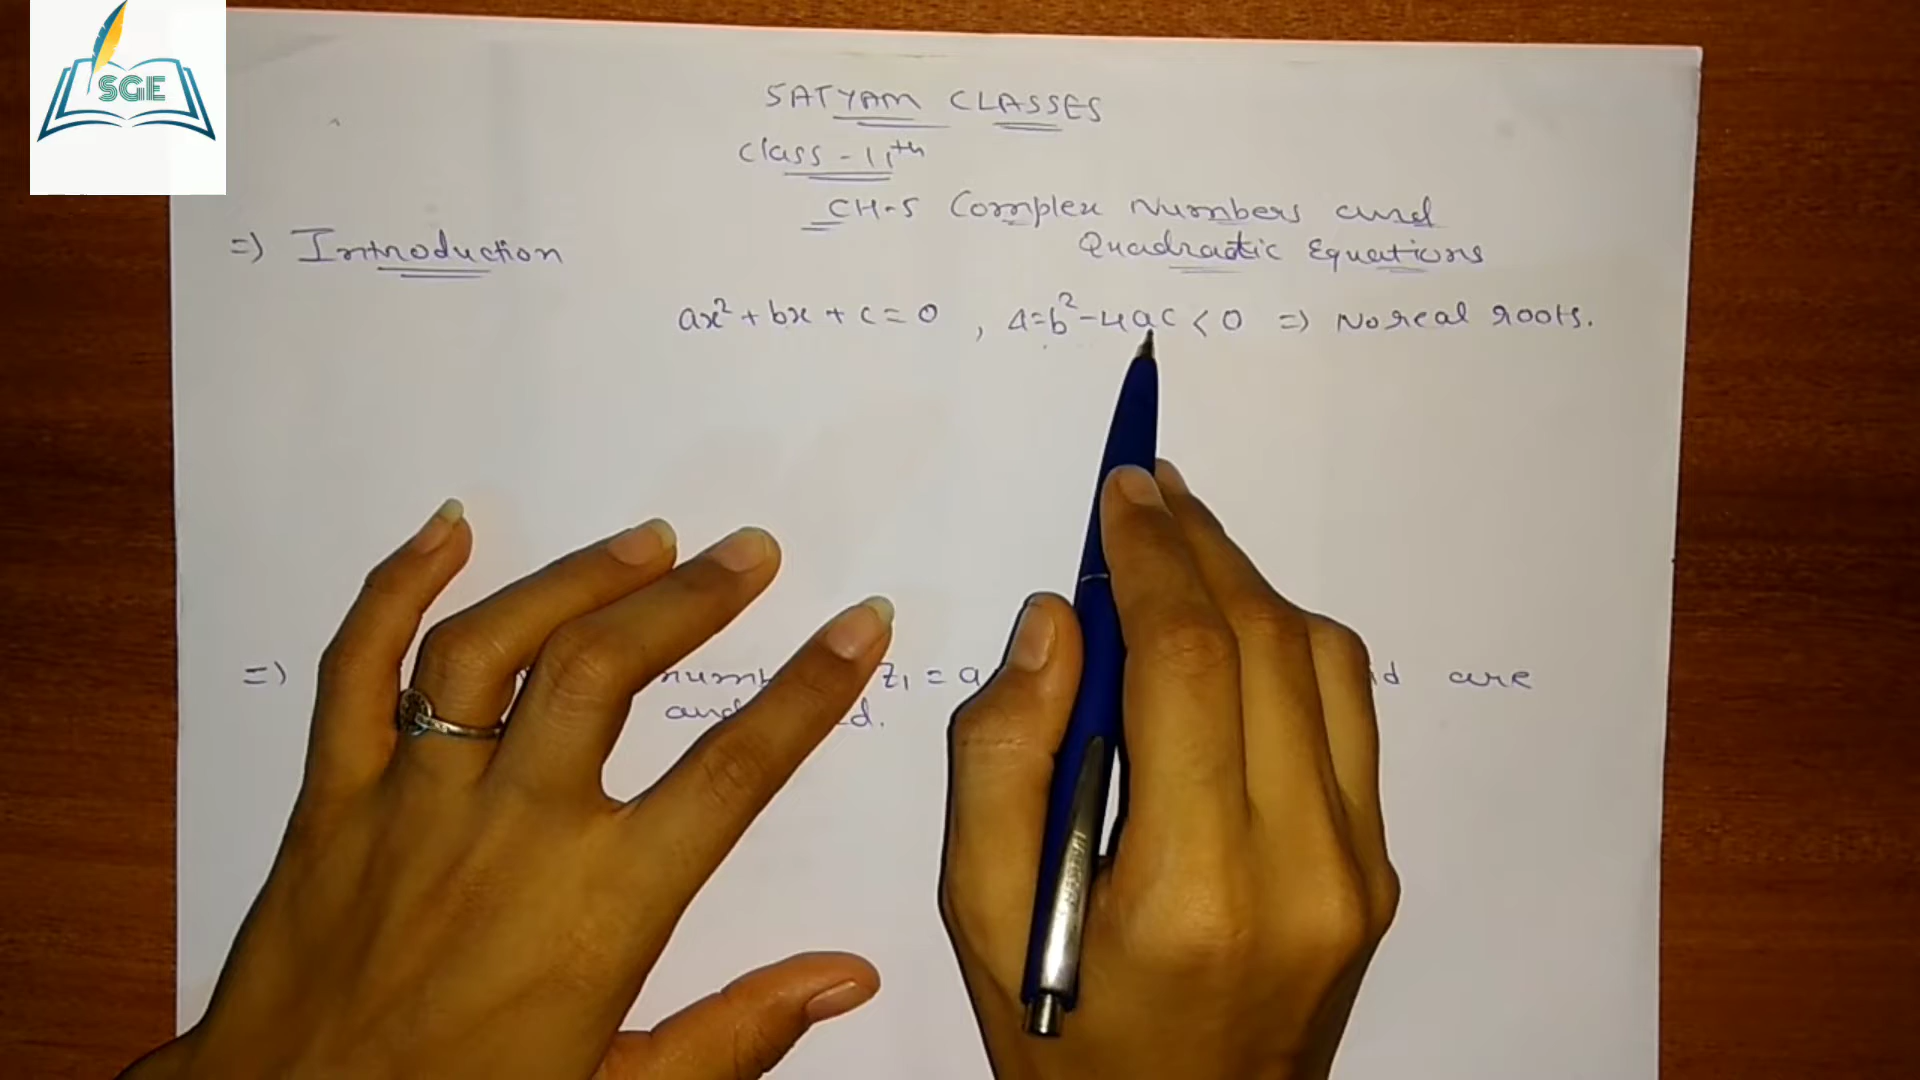 SGE
SATYAM CLASSES
Class - 11th
CH-5 Complex Numbers and
Quadratic Equations
=) Introduction
ax² + bx + c = 0 , Δ = b² - 4ac < 0 => No real roots.
=) Z₁ = a are
and